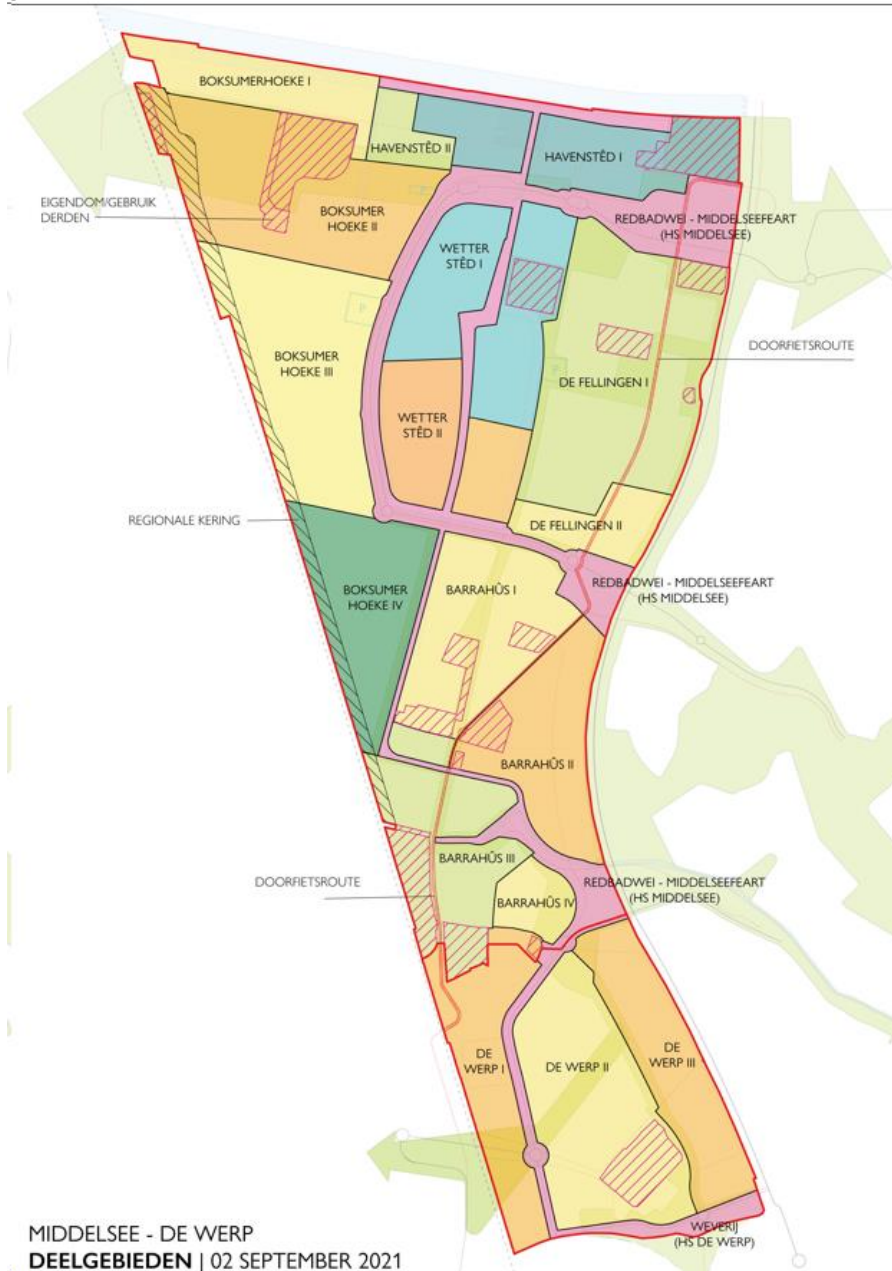 BOKSUMERHOEKE I
HAVENSTÊD II
HAVENSTÊD I
EIGENDOM/GEBRUIK
DERDEN
BOKSUMER
HOEKE II
REDBADWEI - MIDDELSEEFEART
(HS MIDDELSEE)
WETTER
STÊD I
BOKSUMER
HOEKE III
DOORFIETSROUTE
DE FELLINGEN I
WETTER
STÊD II
REGIONALE KERING
DE FELLINGEN II
BOKSUMER
HOEKE IV
BARRAHÛS I
REDBADWEI - MIDDELSEEFEART
(HS MIDDELSEE)
BARRAHÛS II
BARRAHÛS III
DOORFIETSROUTE
REDBADWEI - MIDDELSEEFEART
(HS MIDDELSEE)
BARRAHÛS IV
DE
WERP I
DE WERP II
DE
WERP III
WEVERIJ
(HS DE WERP)
MIDDELSEE - DE WERP
DEELGEBIEDEN | 02 SEPTEMBER 2021